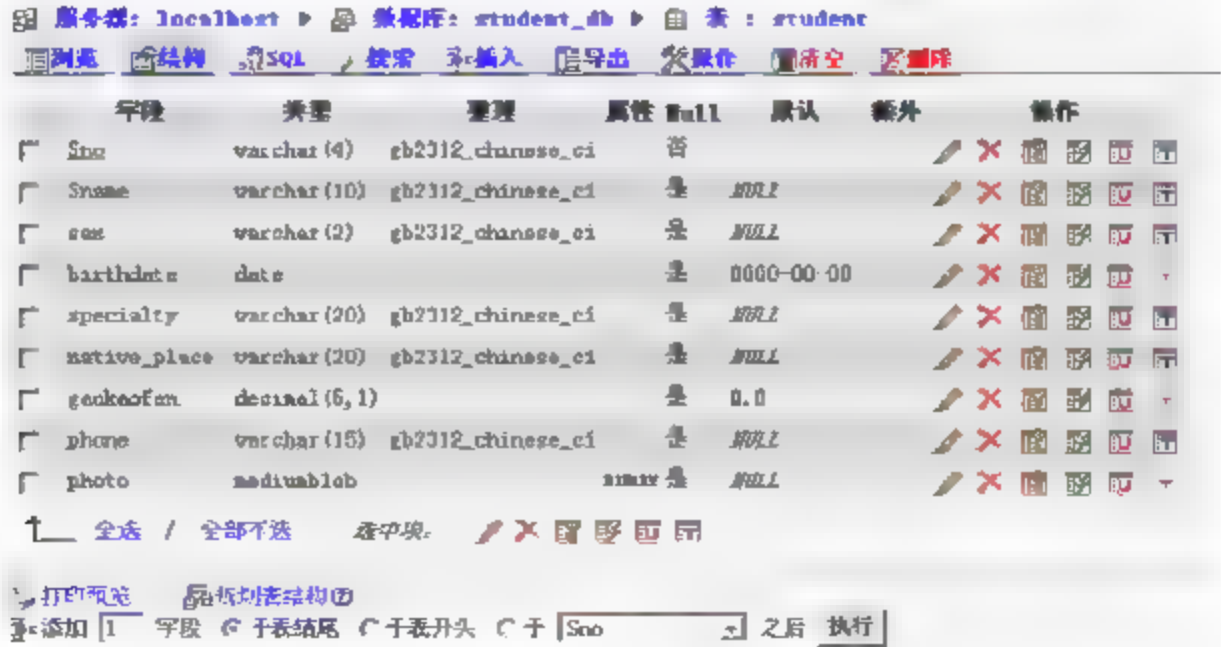 服务器: localhost ▶ 数据库: student_db ▶ 表 : student
浏览 结构 SQL 搜索 插入 导出 操作 清空 删除
字段 类型 整理 属性 Null 默认 额外 操作
Sno varchar(4) gb2312_chinese_ci 否
Sname varchar(10) gb2312_chinese_ci 是 NULL
sex varchar(2) gb2312_chinese_ci 是 NULL
birthdate date 是 0000-00-00
specialty varchar(20) gb2312_chinese_ci 是 NULL
native_place varchar(20) gb2312_chinese_ci 是 NULL
gaokaofen decimal(6,1) 是 0.0
phone varchar(15) gb2312_chinese_ci 是 NULL
photo mediumblob 是 NULL
全选 / 全部不选 选中项:
打印预览 规划表结构
添加 1 字段 于表结尾 于表开头 于 Sno 之后 执行